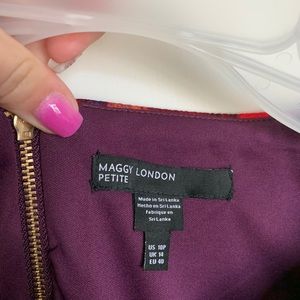 MAGGY LONDON
PETITE
Made in Sri Lanka
Hecho en Sri Lanka
Fabrique en
Sri Lanka
US 10P
UK 14
EU 40